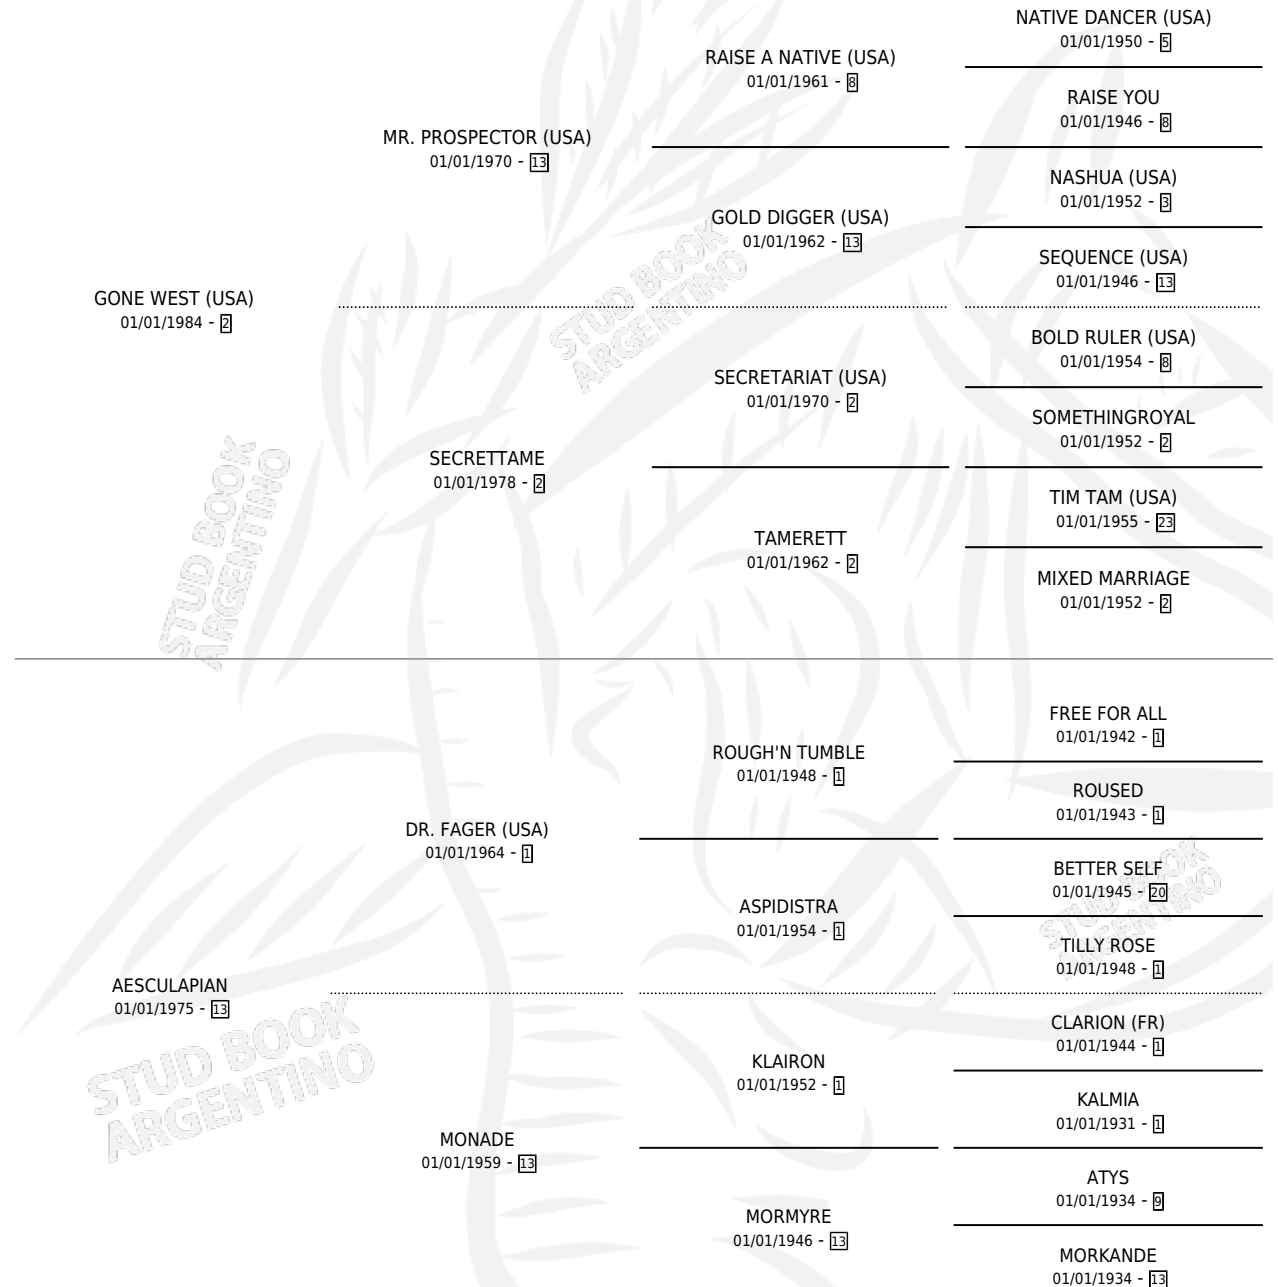 NATIVE DANCER (USA)
01/01/1950 - 5
RAISE A NATIVE (USA)
01/01/1961 - 8
RAISE YOU
01/01/1946 - 8
MR. PROSPECTOR (USA)
01/01/1970 - 13
NASHUA (USA)
01/01/1952 - 3
GOLD DIGGER (USA)
01/01/1962 - 13
SEQUENCE (USA)
01/01/1946 - 13
GONE WEST (USA)
01/01/1984 - 2
STUD BOOK
ARGENTINO
BOLD RULER (USA)
01/01/1954 - 8
SECRETARIAT (USA)
01/01/1970 - 2
SOMETHINGROYAL
01/01/1952 - 2
SECRETTAME
01/01/1978 - 2
STUD BOOK
ARGENTINO
TIM TAM (USA)
01/01/1955 - 23
TAMERETT
01/01/1962 - 2
MIXED MARRIAGE
01/01/1952 - 2
FREE FOR ALL
01/01/1942 - 1
ROUGH'N TUMBLE
01/01/1948 - 1
ROUSED
01/01/1943 - 1
DR. FAGER (USA)
01/01/1964 - 1
BETTER SELF
01/01/1945 - 20
STUD BOOK
ARGENTINO
ASPIDISTRA
01/01/1954 - 1
TILLY ROSE
01/01/1948 - 1
AESCULAPIAN
01/01/1975 - 13
STUD BOOK
ARGENTINO
CLARION (FR)
01/01/1944 - 1
KLAIRON
01/01/1952 - 1
KALMIA
01/01/1931 - 1
MONADE
01/01/1959 - 13
ATYS
01/01/1934 - 9
MORMYRE
01/01/1946 - 13
MORKANDE
01/01/1934 - 13